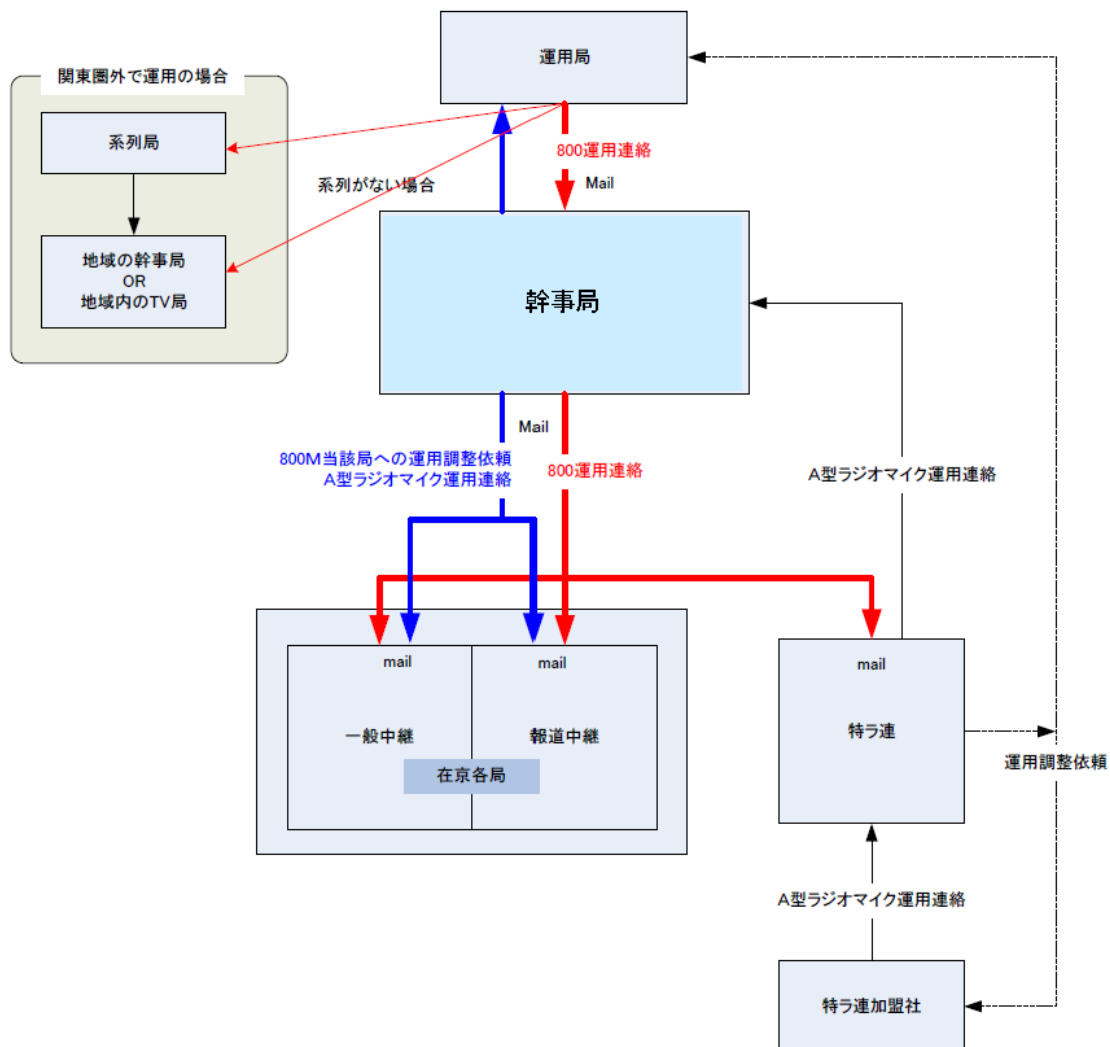 運用局
関東圏外で運用の場合
系列局
800運用連絡
Mail
系列がない場合
地域の幹事局
OR
地域内のTV局
幹事局
Mail
800M当該局への運用調整依頼
A型ラジオマイク運用連絡
800運用連絡
A型ラジオマイク運用連絡
mail
mail
mail
一般中継
報道中継
特ラ連
在京各局
運用調整依頼
A型ラジオマイク運用連絡
特ラ連加盟社